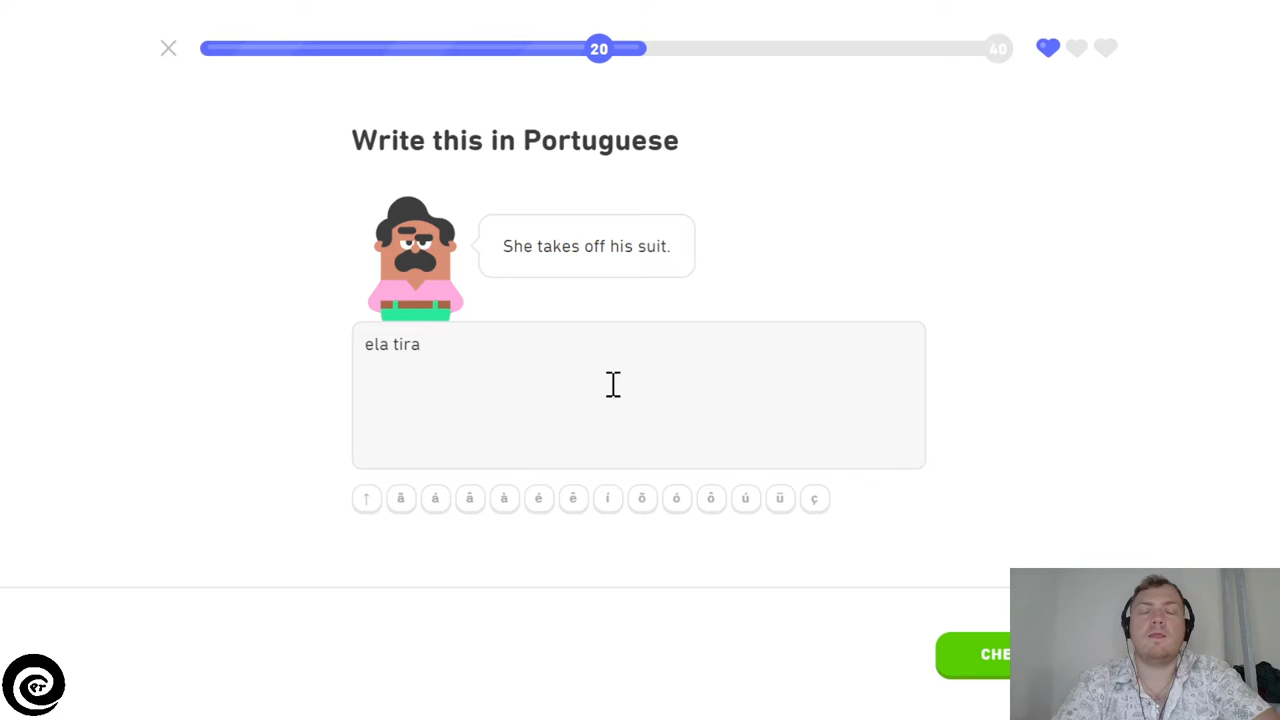 20
40
Write this in Portuguese
She takes off his suit.
ela tira
↑ ã á â à é ê í õ ó ô ú ü ç
CHE